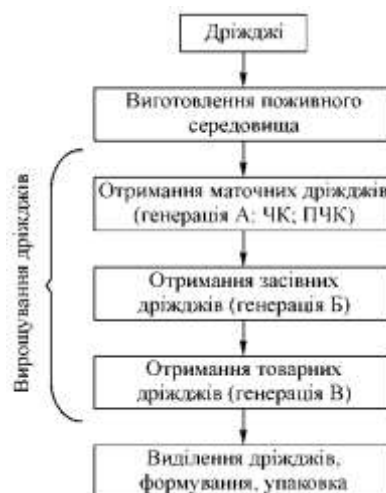 Дріжджі
Виготовлення поживного
середовища
Вирощування дріжджів
Отримання маточних дріжджів
(генерація А: ЧК; ПЧК)
Отримання засівних
дріжджів (генерація Б)
Отримання товарних
дріжджів (генерація В)
Виділення дріжджів,
формування, упаковка